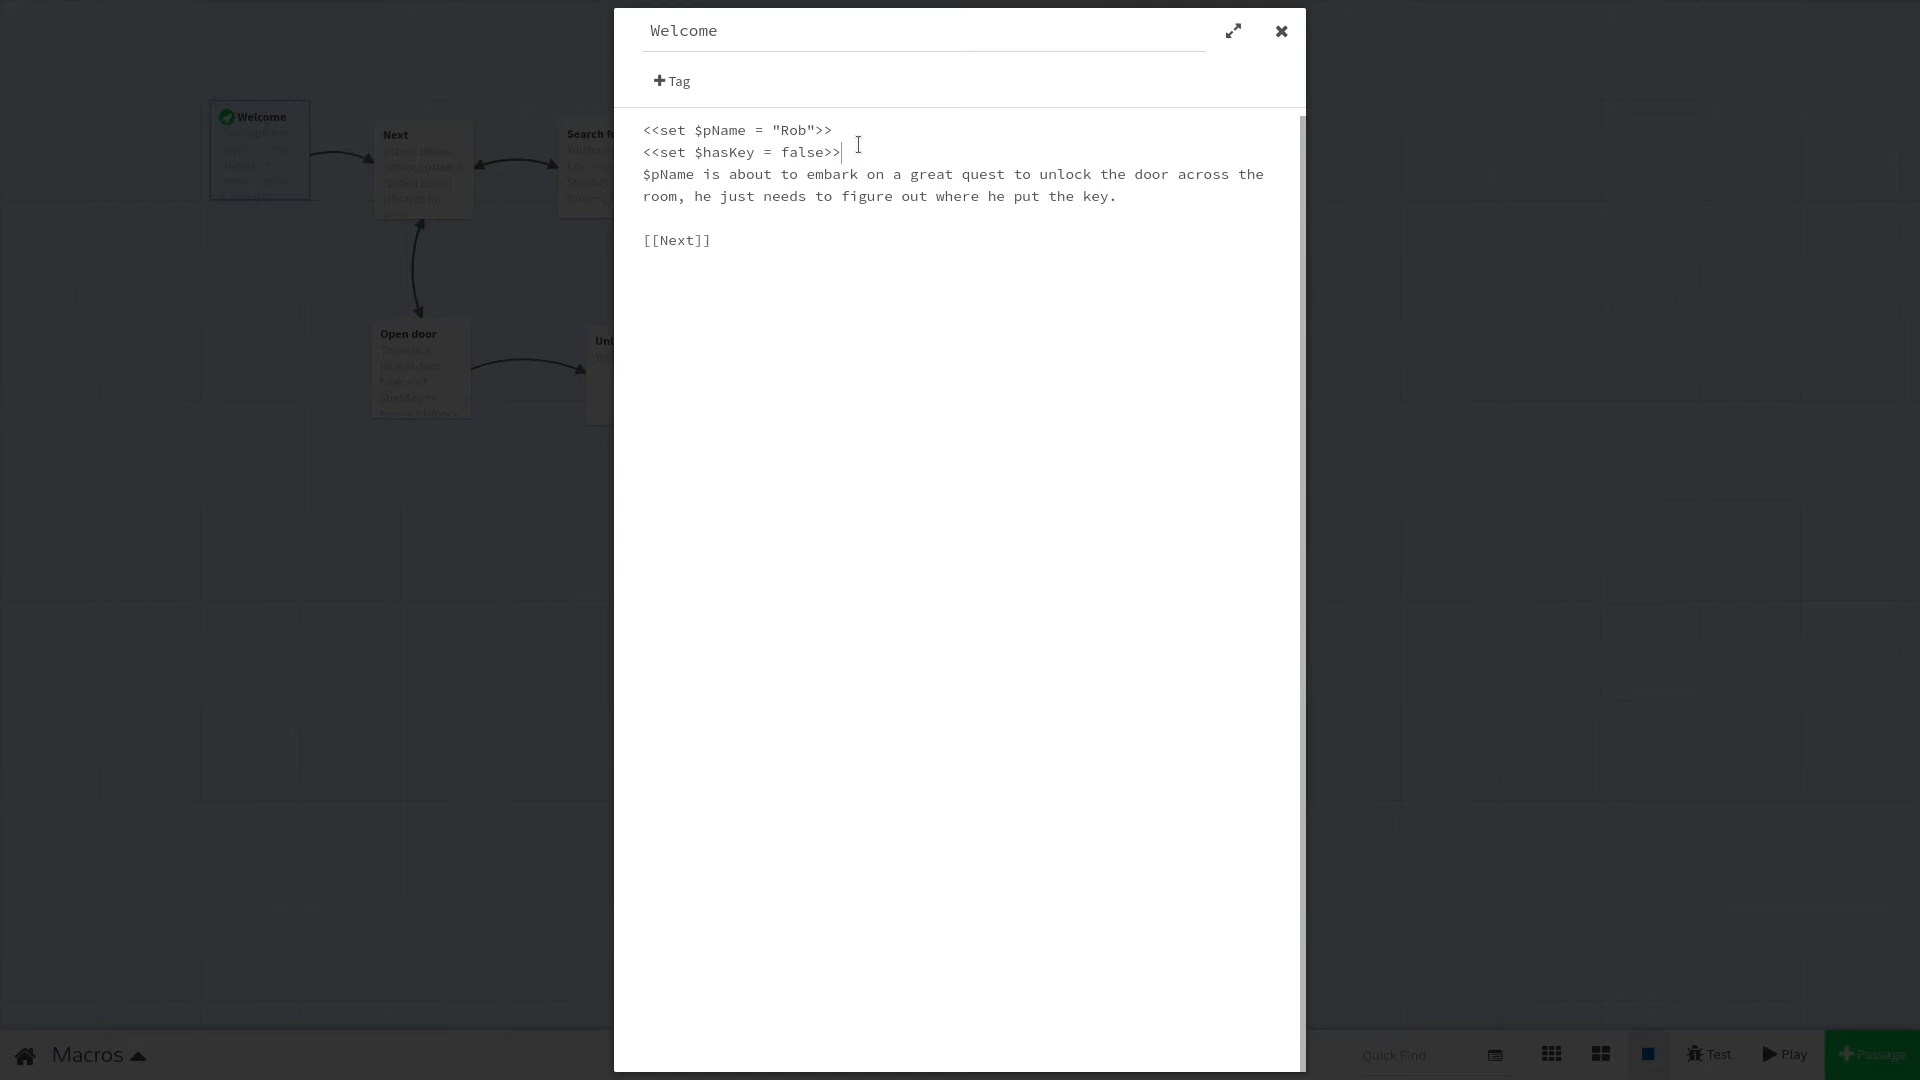 Welcome
Tag
<<set $pName = "Rob">>
<<set $hasKey = false>>
$pName is about to embark on a great quest to unlock the door across the
room, he just needs to figure out where he put the key.
[[Next]]
Welcome
Next
Search
Open door
Macros
Quick Find
Test
Play
Passage